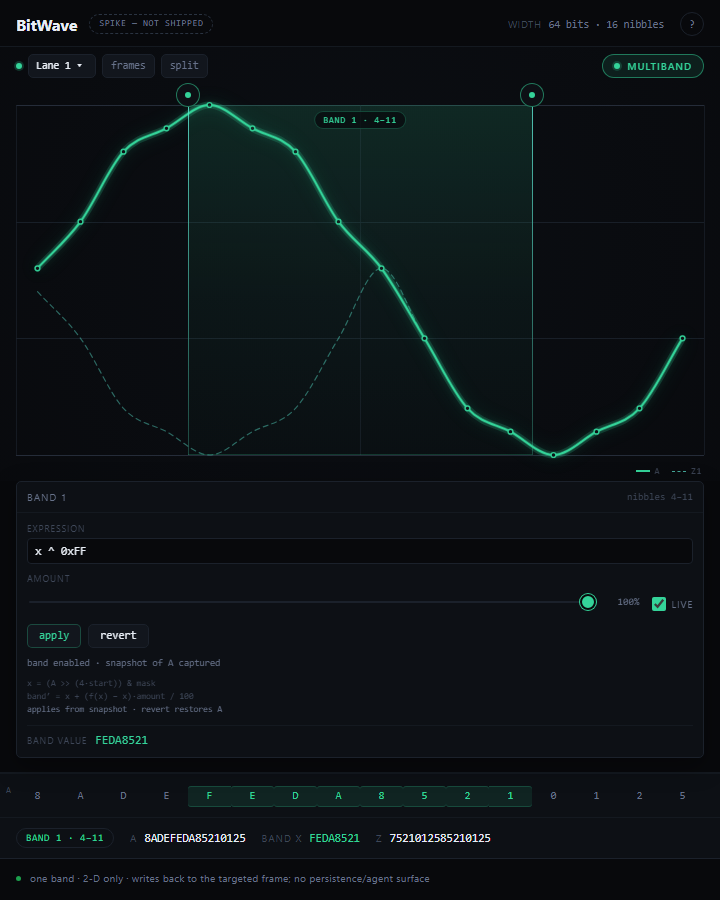 BitWave SPIKE — NOT SHIPPED WIDTH 64 bits · 16 nibbles ?
Lane 1 frames split MULTIBAND
BAND 1 · 4–11
A Z1
BAND 1 nibbles 4–11
EXPRESSION
x ^ 0xFF
AMOUNT
100% LIVE
apply revert
band enabled · snapshot of A captured
x = (A >> (4·start)) & mask
band' = x + (f(x) − x)·amount / 100
applies from snapshot · revert restores A
BAND VALUE FEDA8521
A 8 A D E F E D A 8 5 2 1 0 1 2 5
BAND 1 · 4–11 A 8ADEFEDA85210125 BAND X FEDA8521 Z 7521012585210125
one band · 2-D only · writes back to the targeted frame; no persistence/agent surface